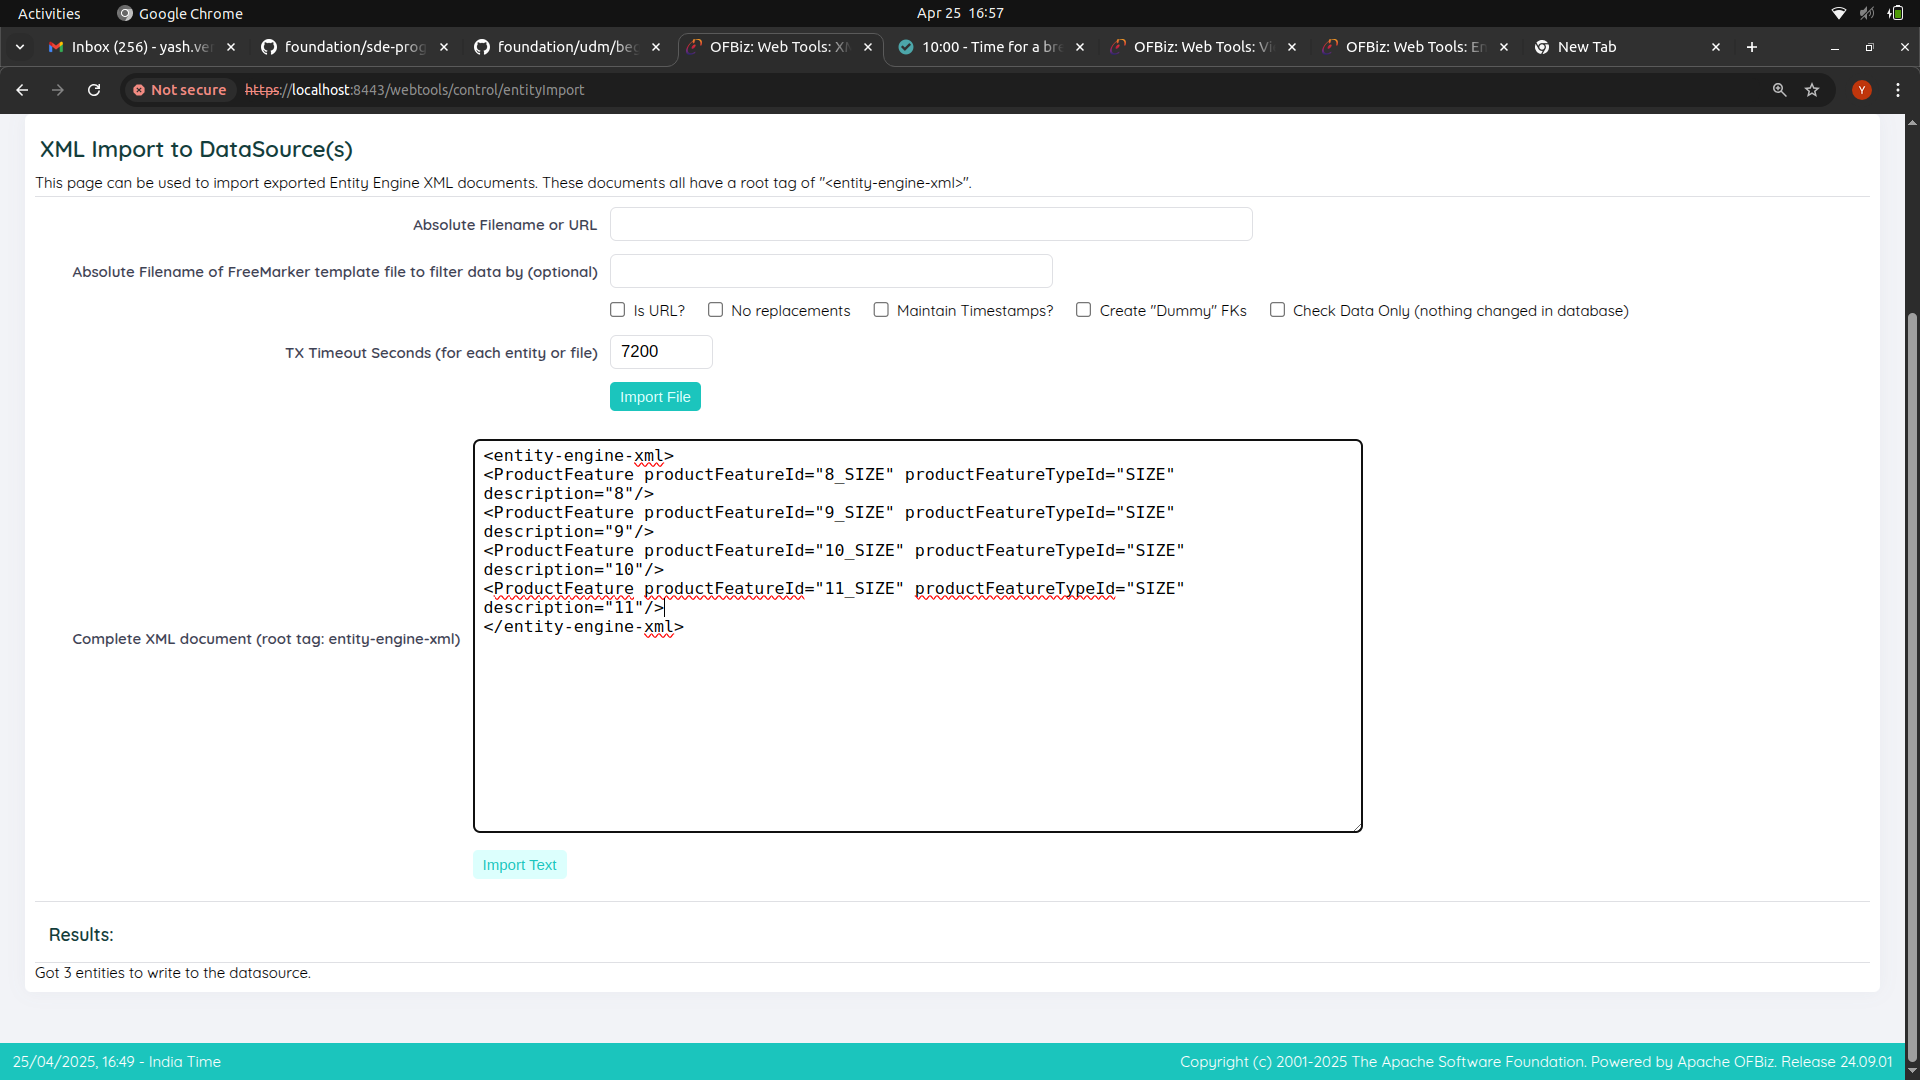 Activities
Google Chrome
Apr 25 16:57
Inbox (256) - yash.ver
foundation/sde-prog
foundation/udm/beg
OFBiz: Web Tools: XM
10:00 - Time for a bre
OFBiz: Web Tools: Vi
OFBiz: Web Tools: En
New Tab
Not secure
https://localhost:8443/webtools/control/entityImport
Y
XML Import to DataSource(s)
This page can be used to import exported Entity Engine XML documents. These documents all have a root tag of "<entity-engine-xml>".
Absolute Filename or URL
Absolute Filename of FreeMarker template file to filter data by (optional)
Is URL? No replacements Maintain Timestamps? Create "Dummy" FKs Check Data Only (nothing changed in database)
TX Timeout Seconds (for each entity or file) 7200
Import File
Complete XML document (root tag: entity-engine-xml)
<entity-engine-xml>
<ProductFeature productFeatureId="8_SIZE" productFeatureTypeId="SIZE"
description="8"/>
<ProductFeature productFeatureId="9_SIZE" productFeatureTypeId="SIZE"
description="9"/>
<ProductFeature productFeatureId="10_SIZE" productFeatureTypeId="SIZE"
description="10"/>
<ProductFeature productFeatureId="11_SIZE" productFeatureTypeId="SIZE"
description="11"/>
</entity-engine-xml>
Import Text
Results:
Got 3 entities to write to the datasource.
25/04/2025, 16:49 - India Time
Copyright (c) 2001-2025 The Apache Software Foundation. Powered by Apache OFBiz. Release 24.09.01